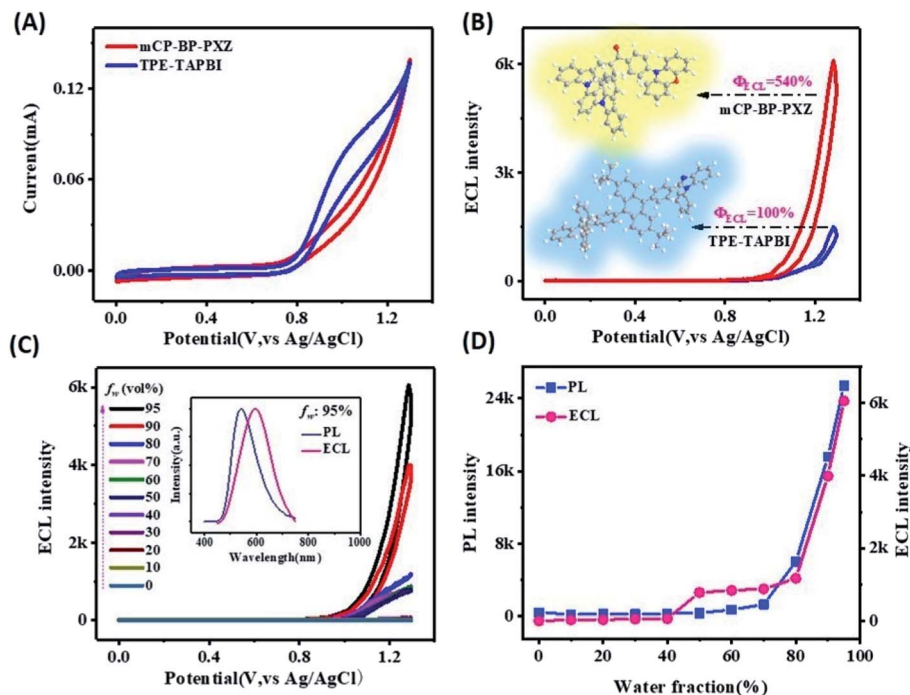 (A)
mCP-BP-PXZ
TPE-TAPBI
0.12
0.06
0.00
Current(mA)
0.0 0.4 0.8 1.2
Potential(V,vs Ag/AgCl)
(B)
6k
3k
0
ECL intensity
Φ_ECL=540%
mCP-BP-PXZ
Φ_ECL=100%
TPE-TAPBI
0.0 0.4 0.8 1.2
Potential(V,vs Ag/AgCl)
(C)
6k
4k
2k
0
ECL intensity
f_w (vol%)
95
90
80
70
60
50
40
30
20
10
0
f_w: 95%
PL
ECL
Intensity(a.u.)
400 600 800 1000
Wavelength(nm)
0.0 0.4 0.8 1.2
Potential(V,vs Ag/AgCl)
(D)
PL
ECL
24k
16k
8k
0
PL intensity
6k
4k
2k
0
ECL intensity
0 20 40 60 80 100
Water fraction(%)